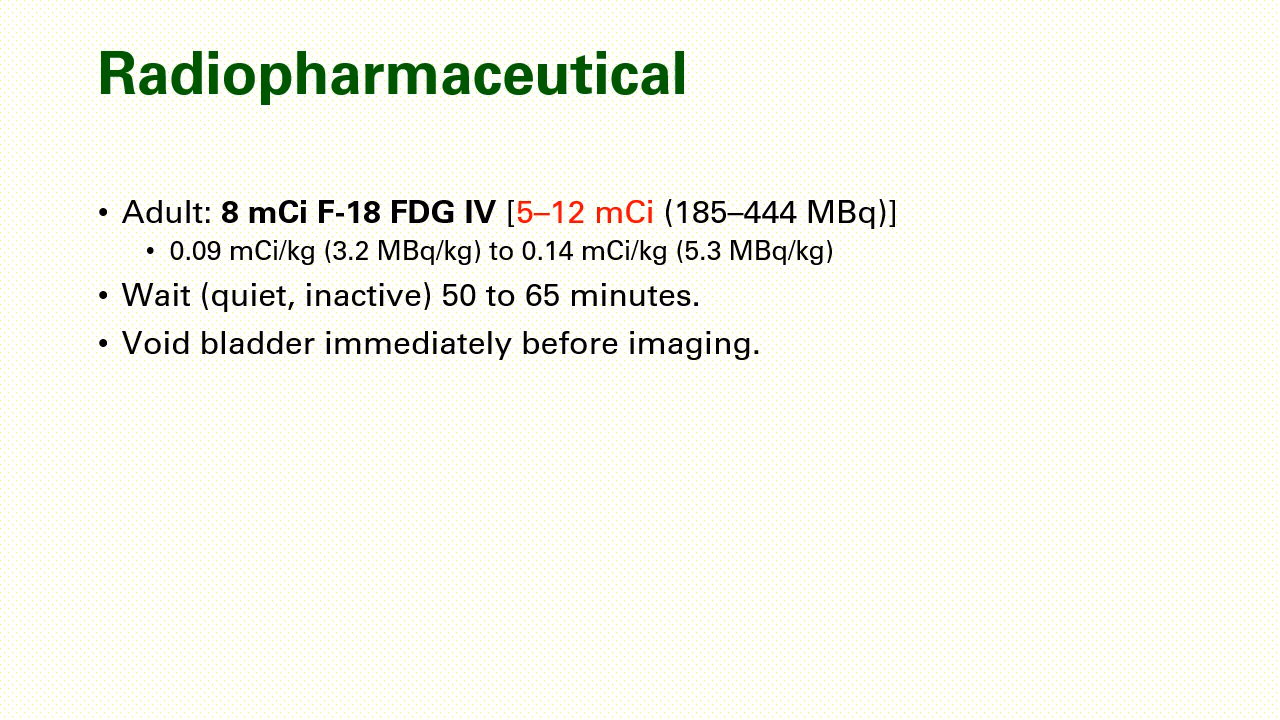 Radiopharmaceutical
• Adult: 8 mCi F-18 FDG IV [5–12 mCi (185–444 MBq)]
• 0.09 mCi/kg (3.2 MBq/kg) to 0.14 mCi/kg (5.3 MBq/kg)
• Wait (quiet, inactive) 50 to 65 minutes.
• Void bladder immediately before imaging.